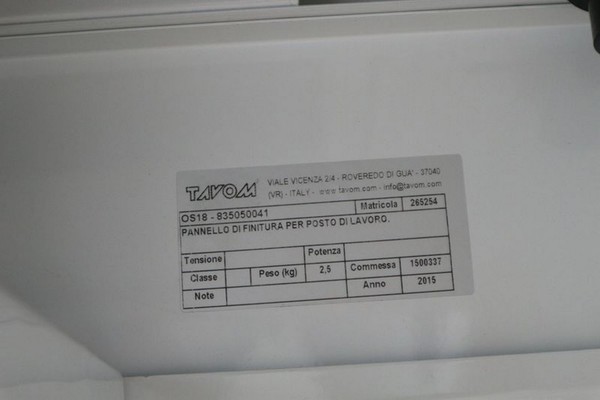 TAVOM
VIALE VICENZA 2/4 - ROVEREDO DI GUA' - 37040
(VR) - ITALY - www.tavom.com - info@tavom.com
OS18 - 835050041 Matricola 265254
PANNELLO DI FINITURA PER POSTO DI LAVORO.
Tensione Potenza
Classe Peso (kg) 2,5 Commessa 1500337
Note Anno 2015